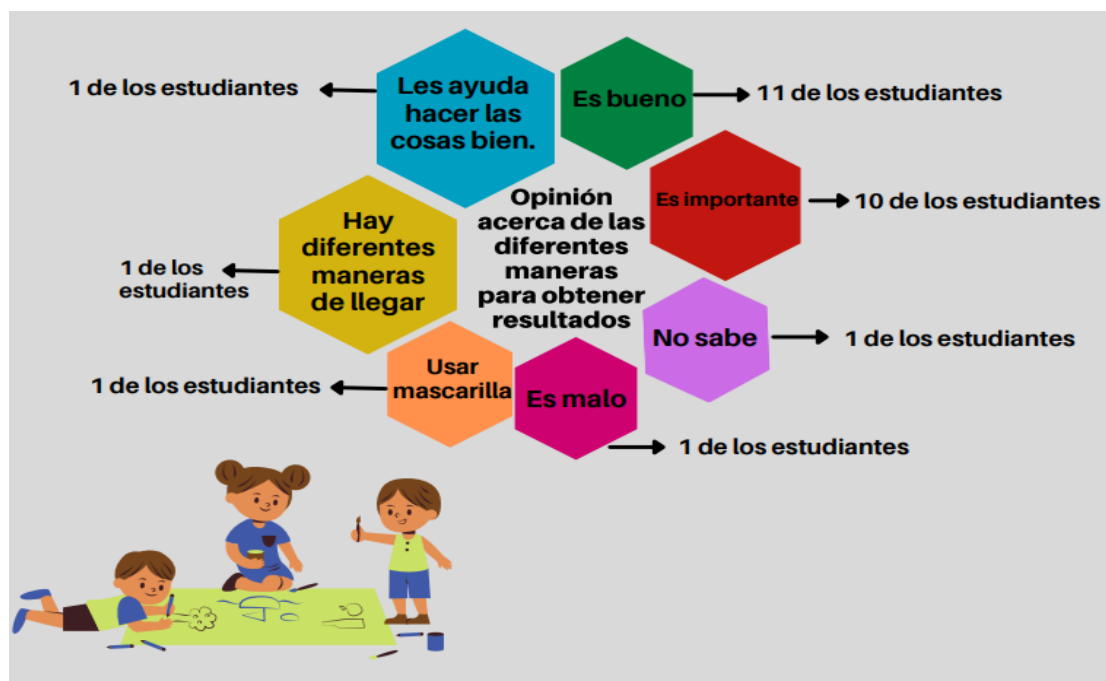 1 de los estudiantes
Les ayuda
hacer las
cosas bien.
Es bueno
11 de los estudiantes
Es importante
10 de los estudiantes
Opinión
acerca de las
diferentes
maneras
para obtener
resultados
Hay
diferentes
maneras
de llegar
1 de los
estudiantes
No sabe
1 de los estudiantes
Usar
mascarilla
1 de los estudiantes
Es malo
1 de los estudiantes